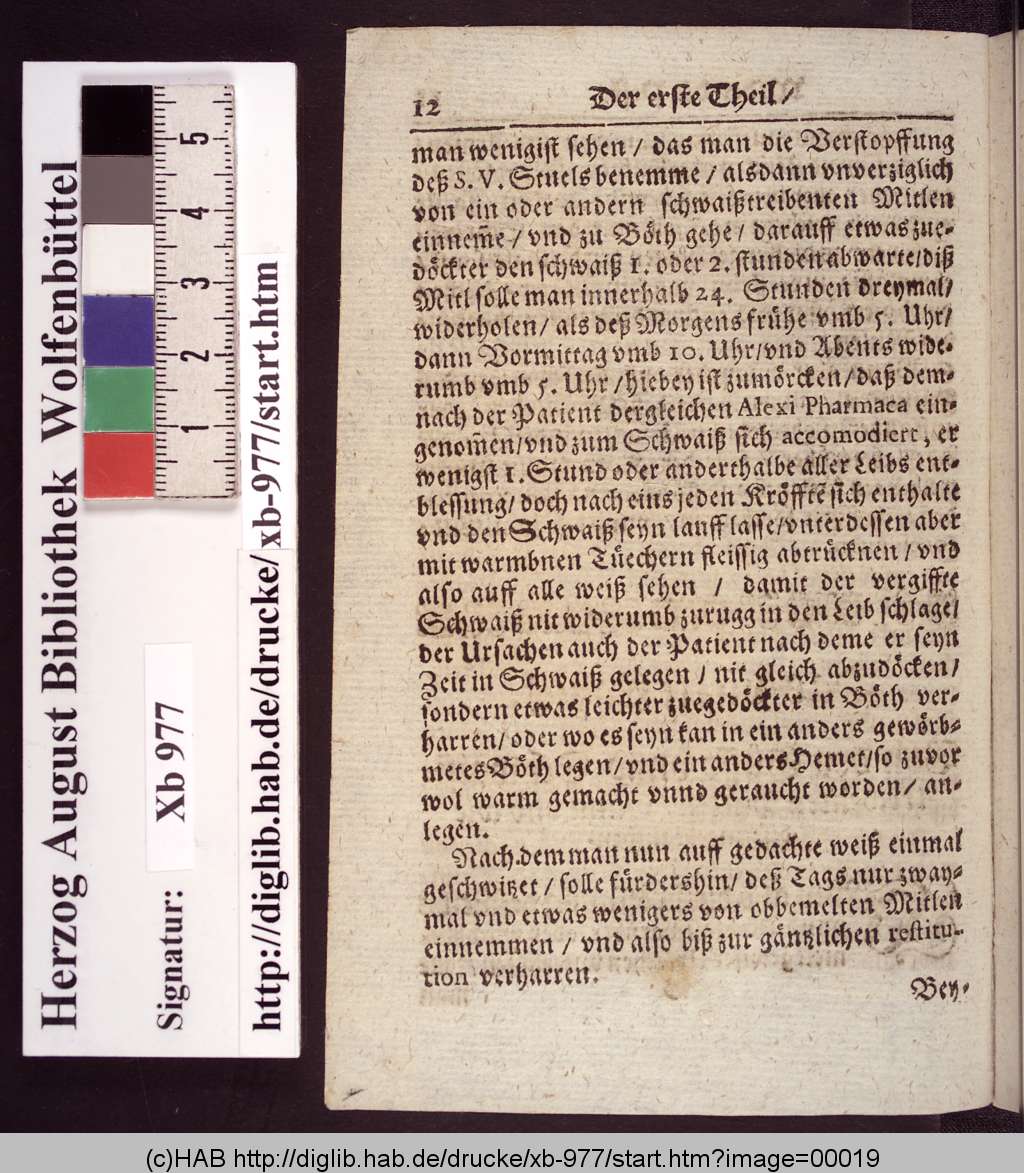 12 Der erste Theil /
man wenigist sehen / das man die Verstopffung
deß S. V. Stuels benemme / alsdann vnverziglich
von ein oder andern schwaißtreibenten Mitlen
einnem̅e / vnd zu Böth gehe / darauff etwas zue-
döckter den schwaiß 1. oder 2. stunden abwarte / diß
Mitl solle man innerhalb 24. Stunden dreymal /
widerholen / als deß Morgens frühe vmb 5. Uhr /
dann Vormittag vmb 10. Uhr / vnd Abents wide-
rumb vmb 5. Uhr / hiebey ist zumörcken / daß dem-
nach der Patient dergleichen Alexi Pharmaca ein-
genom̅en / vnd zum Schwaiß sich accomodiert, er
wenigst 1. Stund oder anderthalbe aller Leibs ent-
blessung / doch nach eins jeden Kröffte̅ sich enthalte
vnd den Schwaiß seyn lauff lasse / vnterdessen aber
mit warmbnen Tüechern fleissig abtrücknen / vnd
also auff alle weiß sehen / damit der vergiffte
Schwaiß nit widerumb zurugg in den Leib schlage /
der Ursachen auch der Patient nach deme er seyn
Zeit in Schwaiß gelegen / nit gleich abzudöcken /
sondern etwas leichter zuegedöckter in Böth ver-
harren / oder wo es seyn kan in ein anders gewörb-
metes Böth legen / vnd ein anders Hemet / so zuvor
wol warm gemacht vnnd geraucht worden / an-
legen.
Nach dem man nun auff gedachte weiß einmal
geschwitzet / solle fürdershin / deß Tags nur zway-
mal vnd etwas wenigers von obbemelten Mitlen
einnemmen / vnd also biß zur gäntzlichen restitu-
tion verharren.
Bey-
Herzog August Bibliothek Wolfenbüttel
Signatur: Xb 977
http://diglib.hab.de/drucke/xb-977/start.htm
5
4
3
2
1
(c)HAB http://diglib.hab.de/drucke/xb-977/start.htm?image=00019